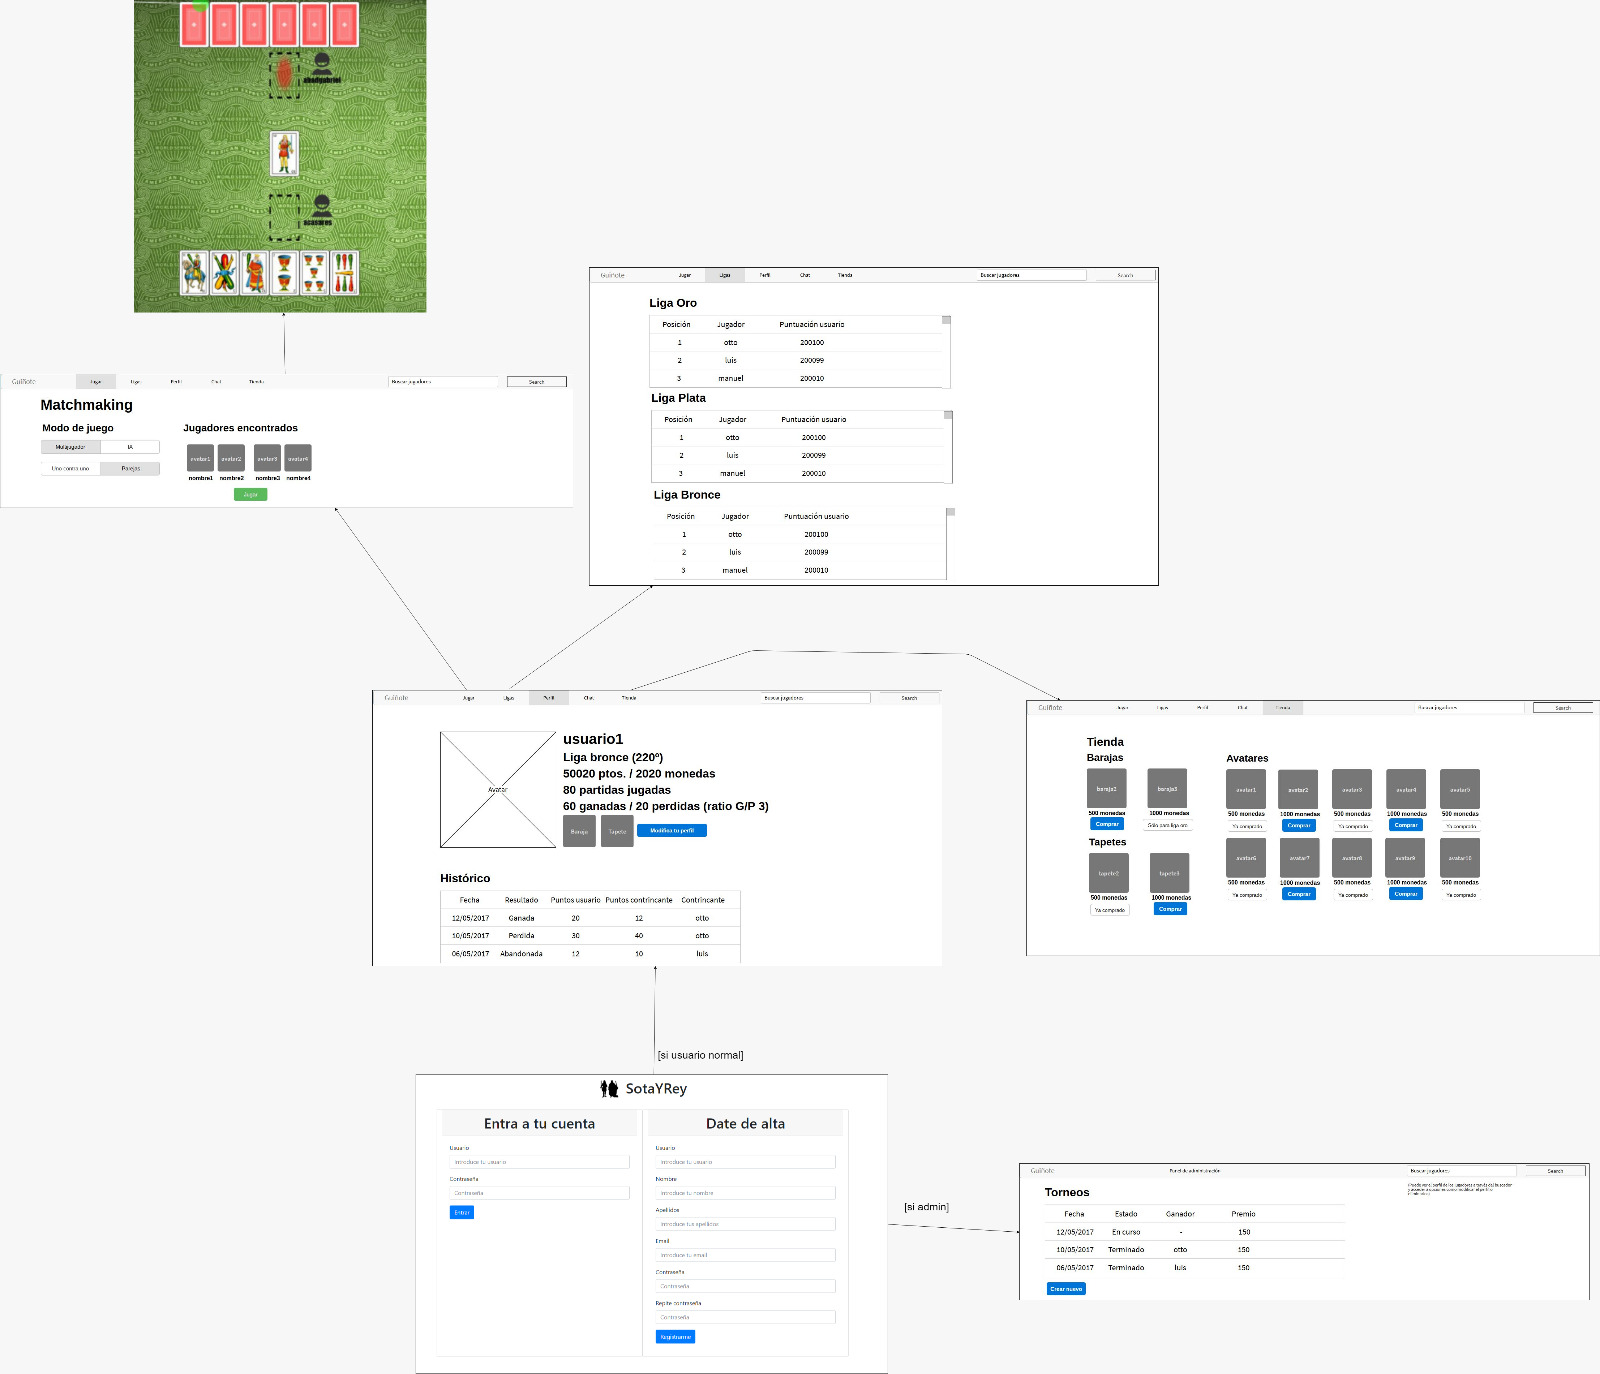 abadgabriel
acasares
Guiñote Jugar Ligas Perfil Chat Tienda Buscar jugadores Search
Matchmaking
Modo de juego
Multijugador IA
Uno contra uno Parejas
Jugadores encontrados
avatar1 avatar2 avatar3 avatar4
nombre1 nombre2 nombre3 nombre4
Jugar
Guiñote Jugar Ligas Perfil Chat Tienda Buscar jugadores Search
Liga Oro
Posición Jugador Puntuación usuario
1 otto 200100
2 luis 200099
3 manuel 200010
Liga Plata
Posición Jugador Puntuación usuario
1 otto 200100
2 luis 200099
3 manuel 200010
Liga Bronce
Posición Jugador Puntuación usuario
1 otto 200100
2 luis 200099
3 manuel 200010
Guiñote Jugar Ligas Perfil Chat Tienda Buscar jugadores Search
Avatar
usuario1
Liga bronce (220º)
50020 ptos. / 2020 monedas
80 partidas jugadas
60 ganadas / 20 perdidas (ratio G/P 3)
Baraja Tapete Modifica tu perfil
Histórico
Fecha Resultado Puntos usuario Puntos contrincante Contrincante
12/05/2017 Ganada 20 12 otto
10/05/2017 Perdida 30 40 otto
06/05/2017 Abandonada 12 10 luis
Guiñote Jugar Ligas Perfil Chat Tienda Buscar jugadores Search
Tienda
Barajas
baraja2 baraja3
500 monedas 1000 monedas
Comprar Sólo para liga oro
Tapetes
tapete2 tapete3
500 monedas 1000 monedas
Ya comprado Comprar
Avatares
avatar1 avatar2 avatar3 avatar4 avatar5
500 monedas 1000 monedas 500 monedas 1000 monedas 500 monedas
Ya comprado Comprar Ya comprado Comprar Ya comprado
avatar6 avatar7 avatar8 avatar9 avatar10
500 monedas 1000 monedas 500 monedas 1000 monedas 500 monedas
Ya comprado Comprar Ya comprado Comprar Ya comprado
[si usuario normal]
SotaYRey
Entra a tu cuenta
Usuario
Introduce tu usuario
Contraseña
Contraseña
Entrar
Date de alta
Usuario
Introduce tu usuario
Nombre
Introduce tu nombre
Apellidos
Introduce tus apellidos
Email
Introduce tu email
Contraseña
Contraseña
Repite contraseña
Contraseña
Registrarme
[si admin]
Guiñote Panel de administración Buscar jugadores Search
Torneos
Fecha Estado Ganador Premio
12/05/2017 En curso - 150
10/05/2017 Terminado otto 150
06/05/2017 Terminado luis 150
Crear nuevo